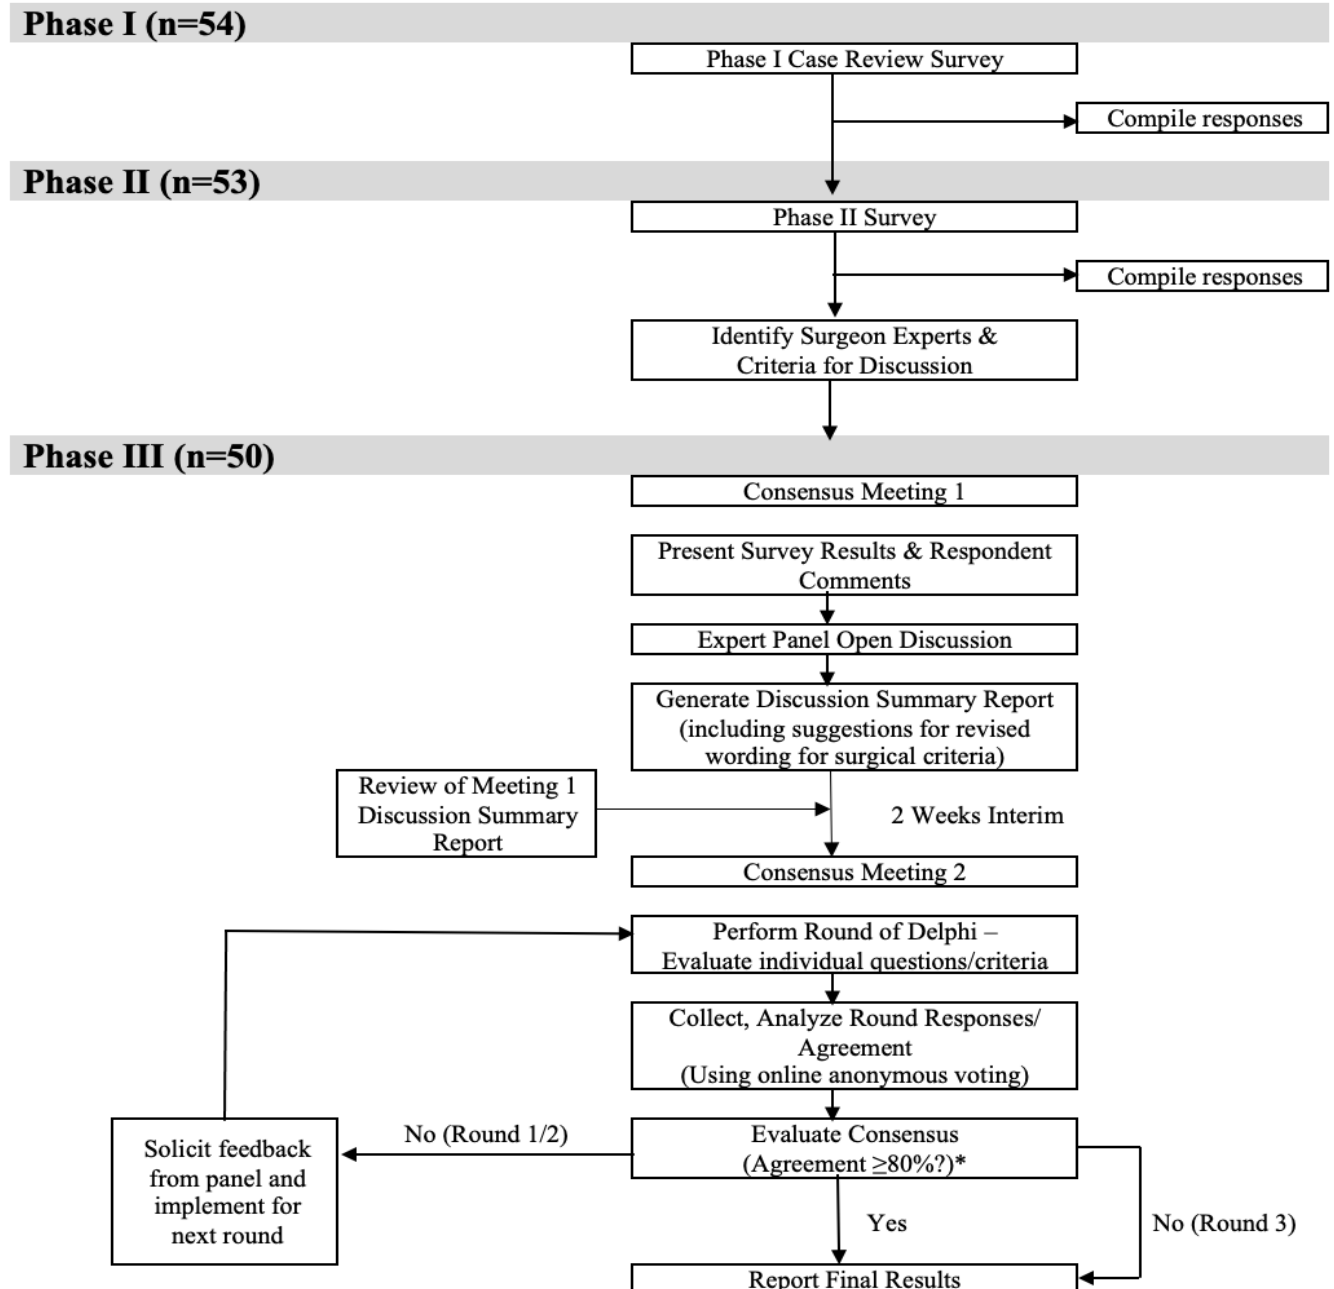 Phase I (n=54)
Phase I Case Review Survey
Compile responses
Phase II (n=53)
Phase II Survey
Compile responses
Identify Surgeon Experts &
Criteria for Discussion
Phase III (n=50)
Consensus Meeting 1
Present Survey Results & Respondent
Comments
Expert Panel Open Discussion
Generate Discussion Summary Report
(including suggestions for revised
wording for surgical criteria)
Review of Meeting 1
Discussion Summary
Report
2 Weeks Interim
Consensus Meeting 2
Perform Round of Delphi –
Evaluate individual questions/criteria
Collect, Analyze Round Responses/
Agreement
(Using online anonymous voting)
Evaluate Consensus
(Agreement ≥80%?)*
No (Round 1/2)
Solicit feedback
from panel and
implement for
next round
Yes
No (Round 3)
Report Final Results